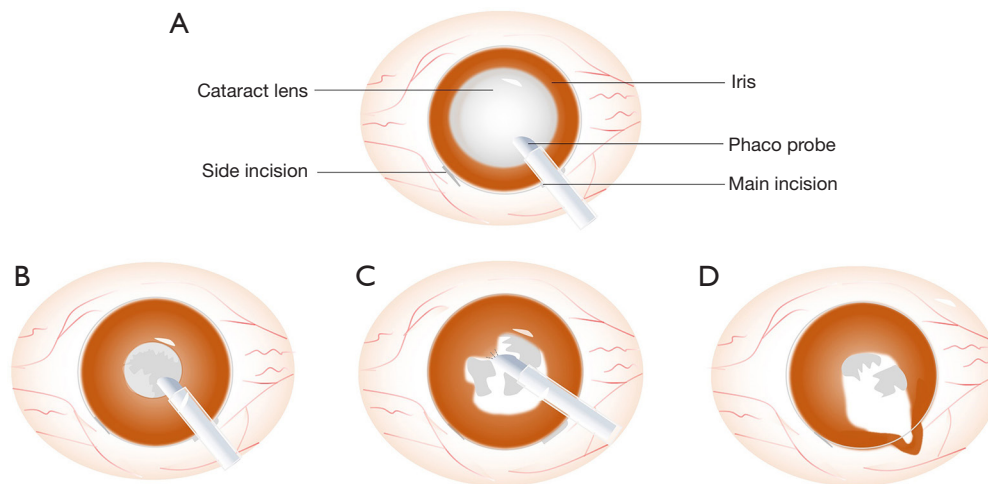 A
Cataract lens
Iris
Phaco probe
Side incision
Main incision
B
C
D